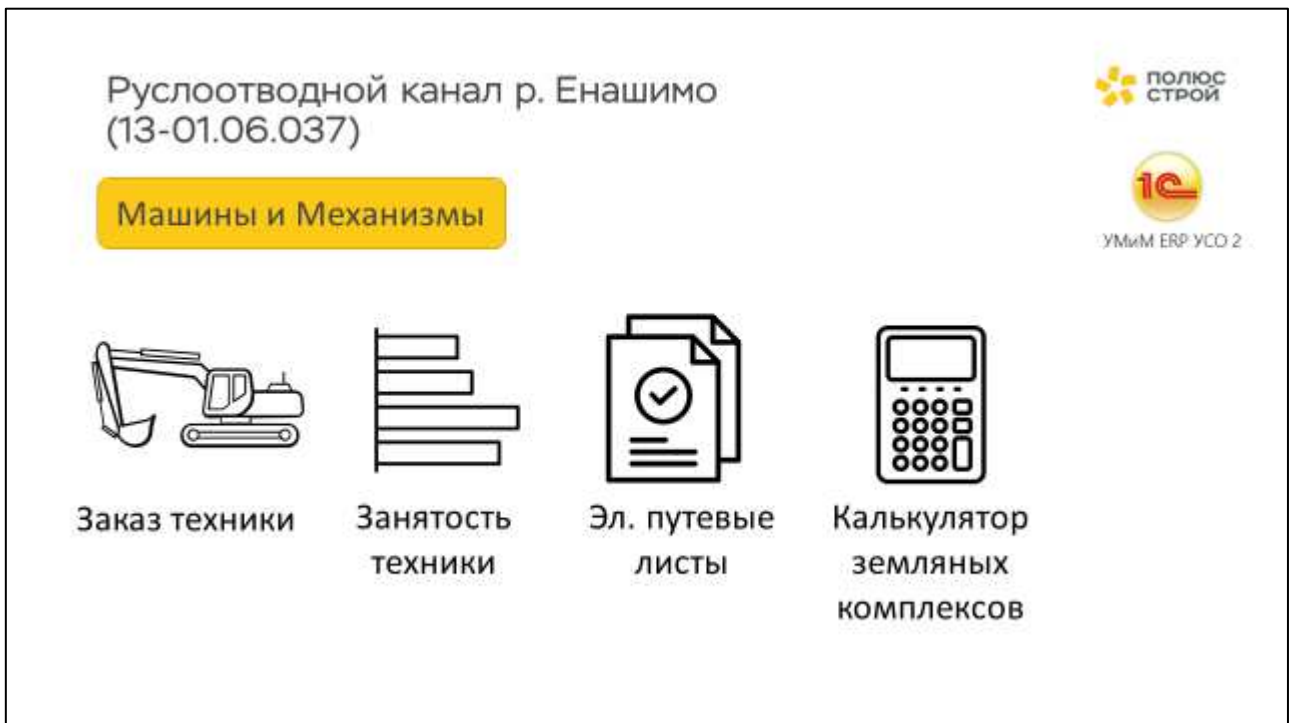 Руслоотводной канал р. Енашимо
(13-01.06.037)
ПОЛЮС
СТРОЙ
1С
Машины и Механизмы
УМиМ ERP УСО 2
Заказ техники
Занятость
техники
Эл. путевые
листы
Калькулятор
земляных
комплексов